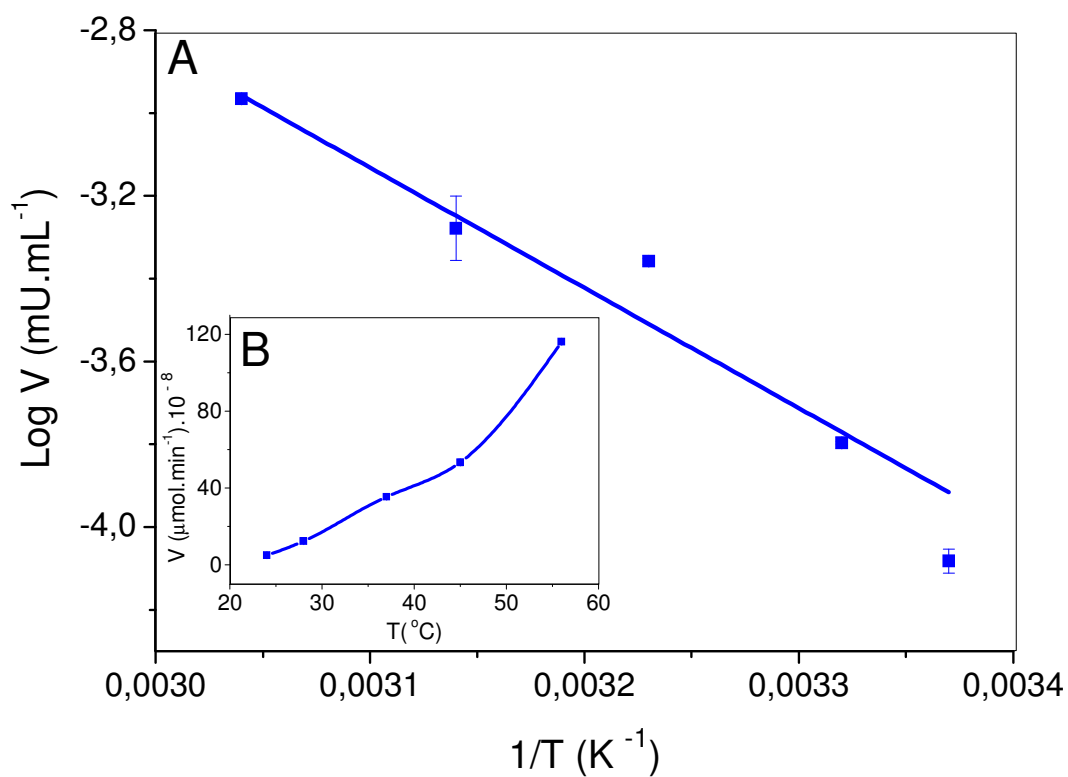 A
-2,8
-3,2
-3,6
-4,0
Log V (mU.mL⁻¹)
B
120
80
40
0
V (μmol.min⁻¹).10⁻⁸
20 30 40 50 60
T(°C)
0,0030 0,0031 0,0032 0,0033 0,0034
1/T (K⁻¹)